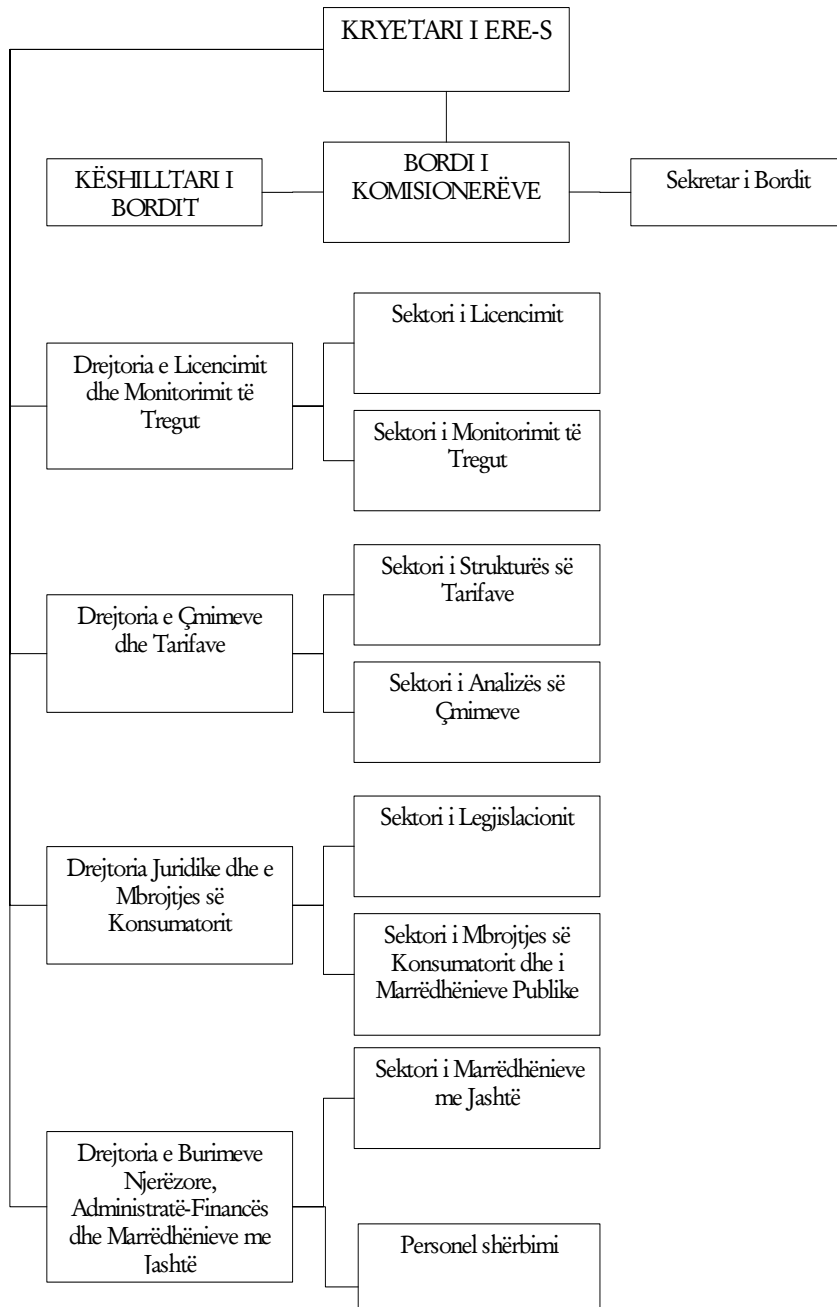 KRYETARI I ERE-S
KËSHILLTARI I
BORDIT
BORDI I
KOMISIONERËVE
Sekretar i Bordit
Drejtoria e Licencimit
dhe Monitorimit të
Tregut
Sektori i Licencimit
Sektori i Monitorimit të
Tregut
Drejtoria e Çmimeve
dhe Tarifave
Sektori i Strukturës së
Tarifave
Sektori i Analizës së
Çmimeve
Drejtoria Juridike dhe e
Mbrojtjes së
Konsumatorit
Sektori i Legjislacionit
Sektori i Mbrojtjes së
Konsumatorit dhe i
Marrëdhënieve Publike
Drejtoria e Burimeve
Njerëzore,
Administratë-Financës
dhe Marrëdhënieve me
Jashtë
Sektori i Marrëdhënieve
me Jashtë
Personel shërbimi